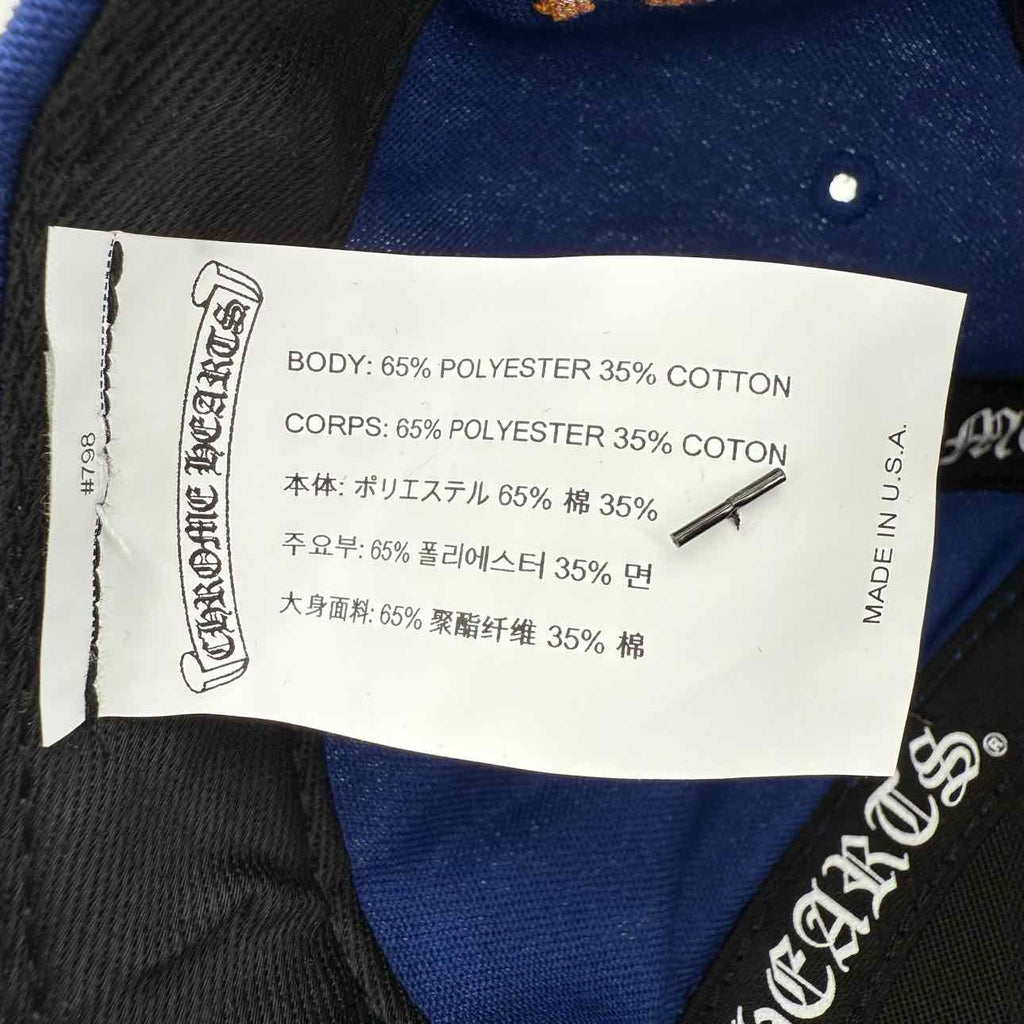 CHROME HEARTS
BODY: 65% POLYESTER 35% COTTON
CORPS: 65% POLYESTER 35% COTON
本体: ポリエステル 65% 棉 35%
주요부: 65% 폴리에스터 35% 면
大身面料: 65% 聚酯纤维 35% 棉
MADE IN U.S.A.
#798
HEARTS®